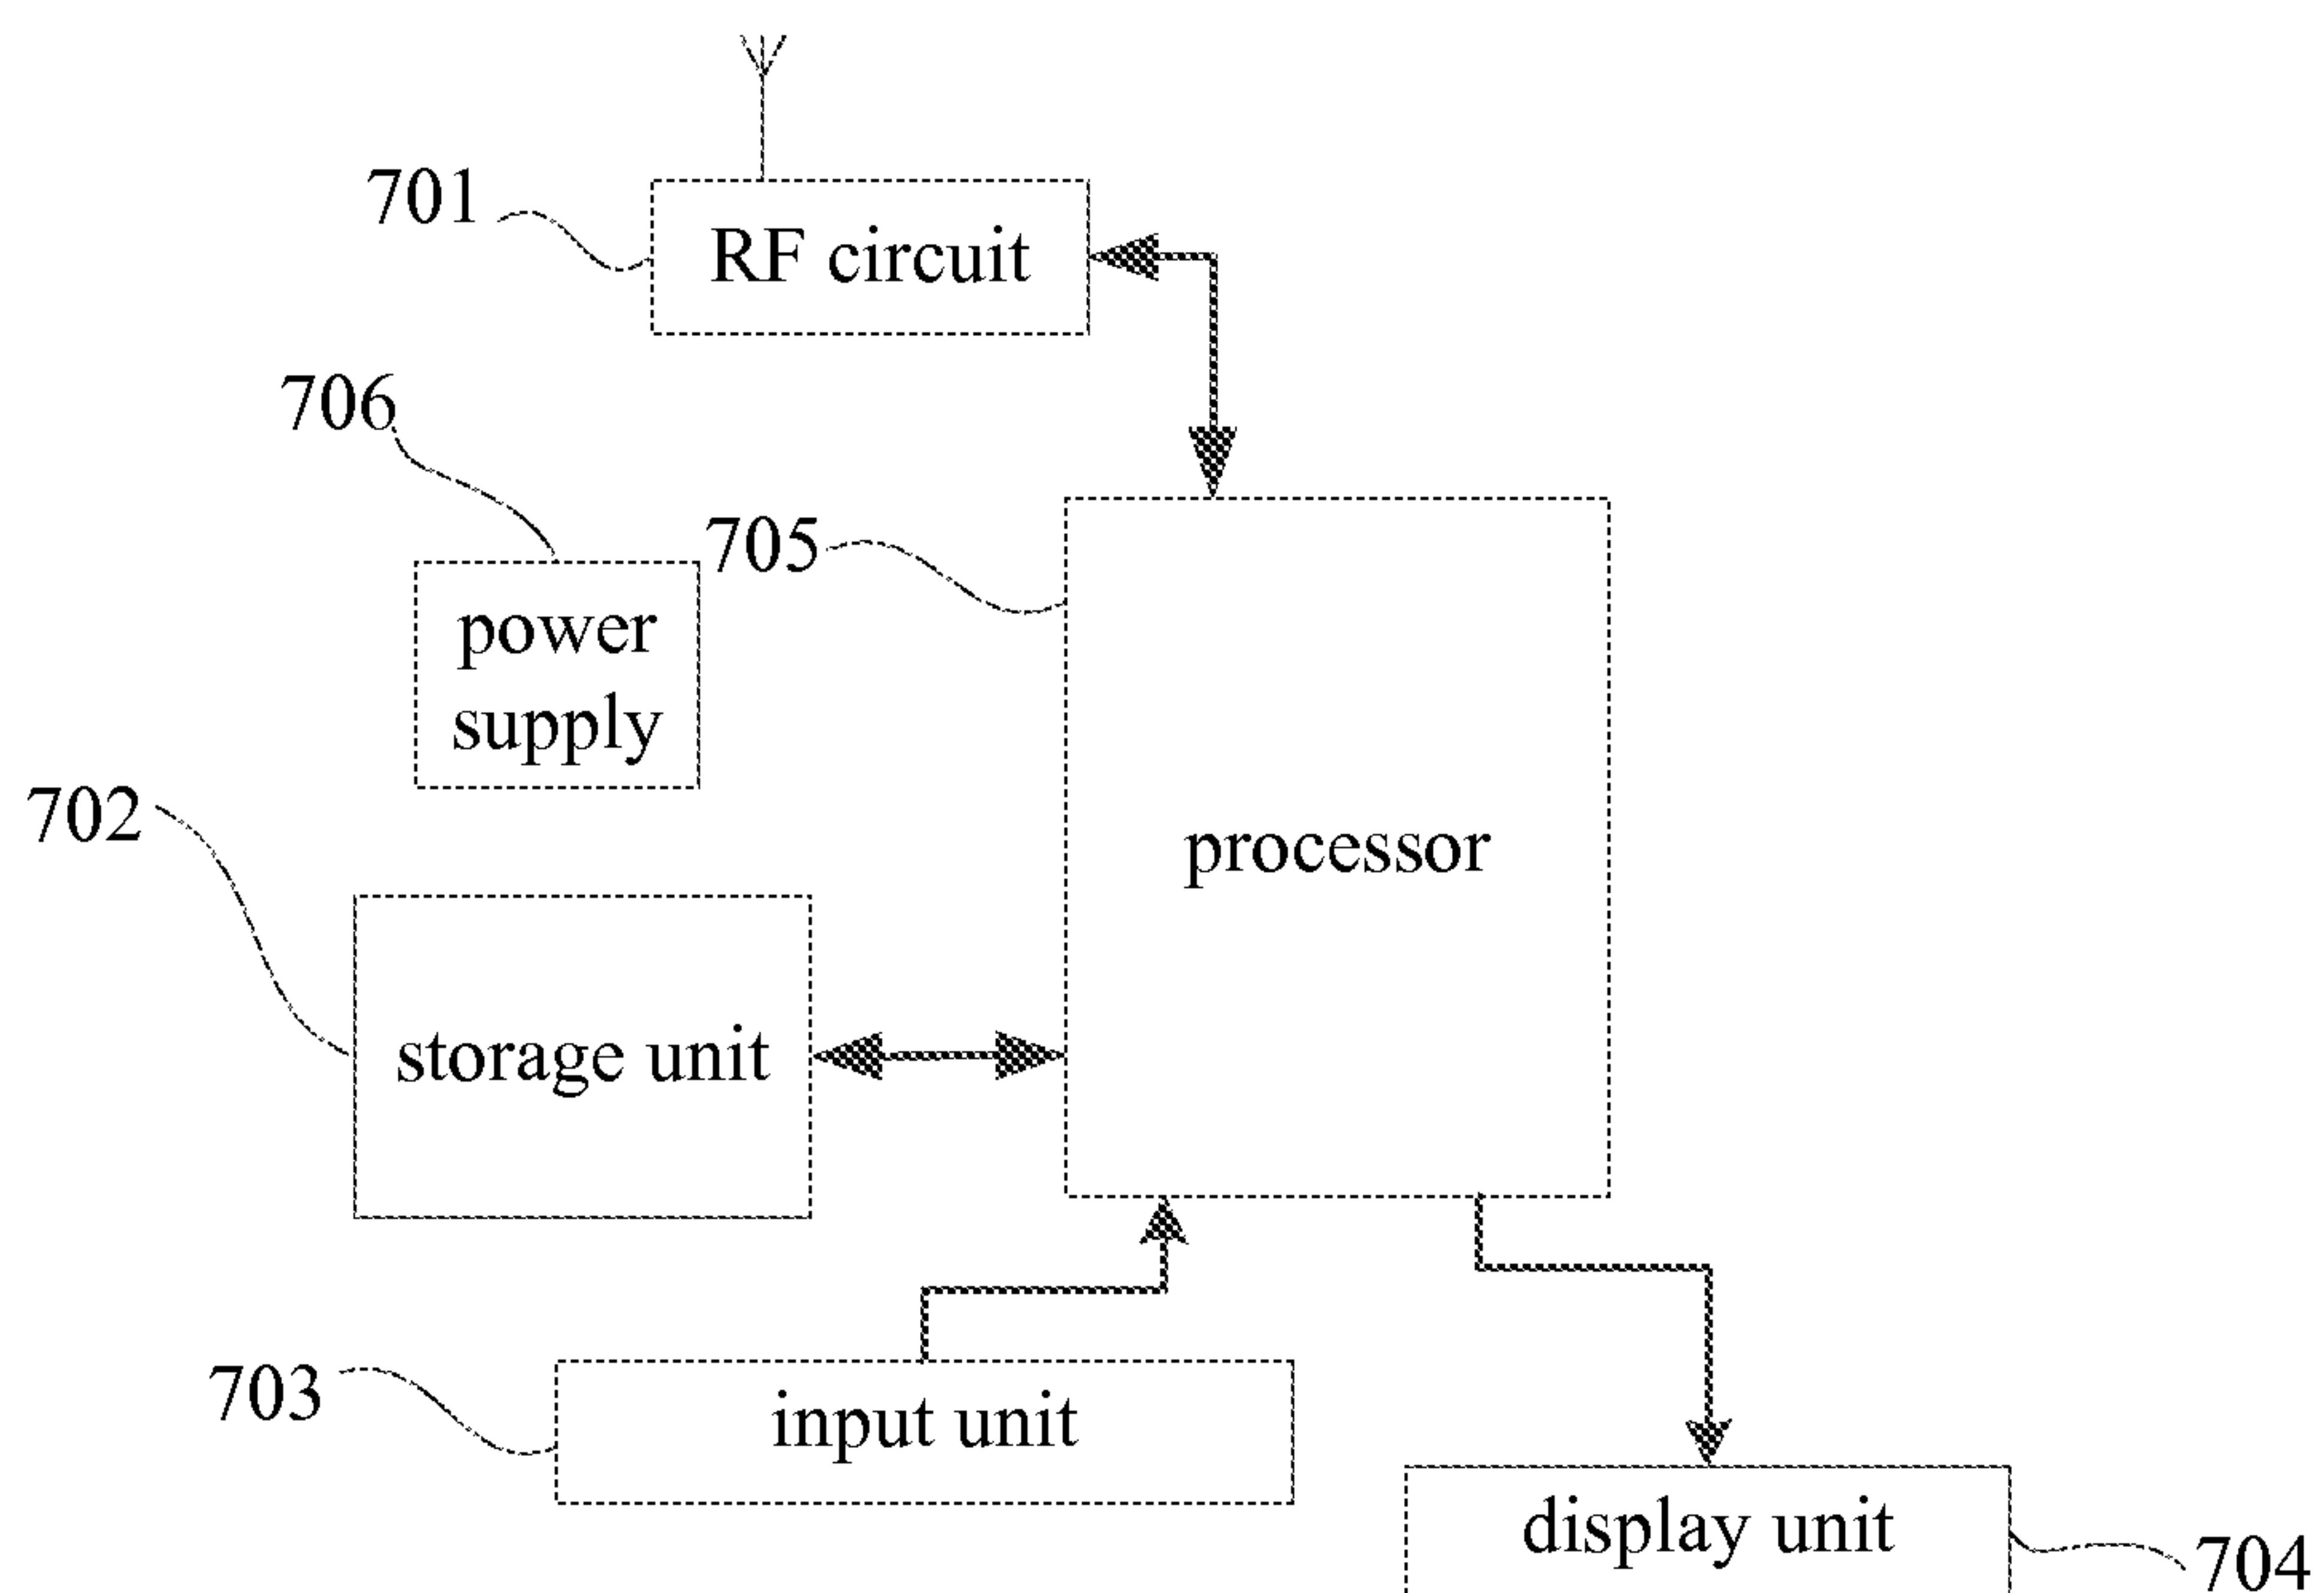 701
RF circuit
706
705
power
supply
702
processor
storage unit
703
input unit
display unit
704